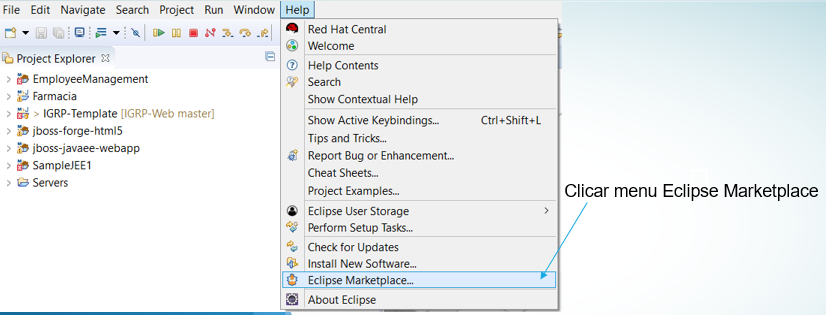 File Edit Navigate Search Project Run Window Help
Project Explorer
EmployeeManagement
Farmacia
> IGRP-Template [IGRP-Web master]
jboss-forge-html5
jboss-javaee-webapp
SampleJEE1
Servers
Red Hat Central
Welcome
Help Contents
Search
Show Contextual Help
Show Active Keybindings... Ctrl+Shift+L
Tips and Tricks...
Report Bug or Enhancement...
Cheat Sheets...
Project Examples...
Eclipse User Storage
Perform Setup Tasks...
Check for Updates
Install New Software...
Eclipse Marketplace...
About Eclipse
Clicar menu Eclipse Marketplace